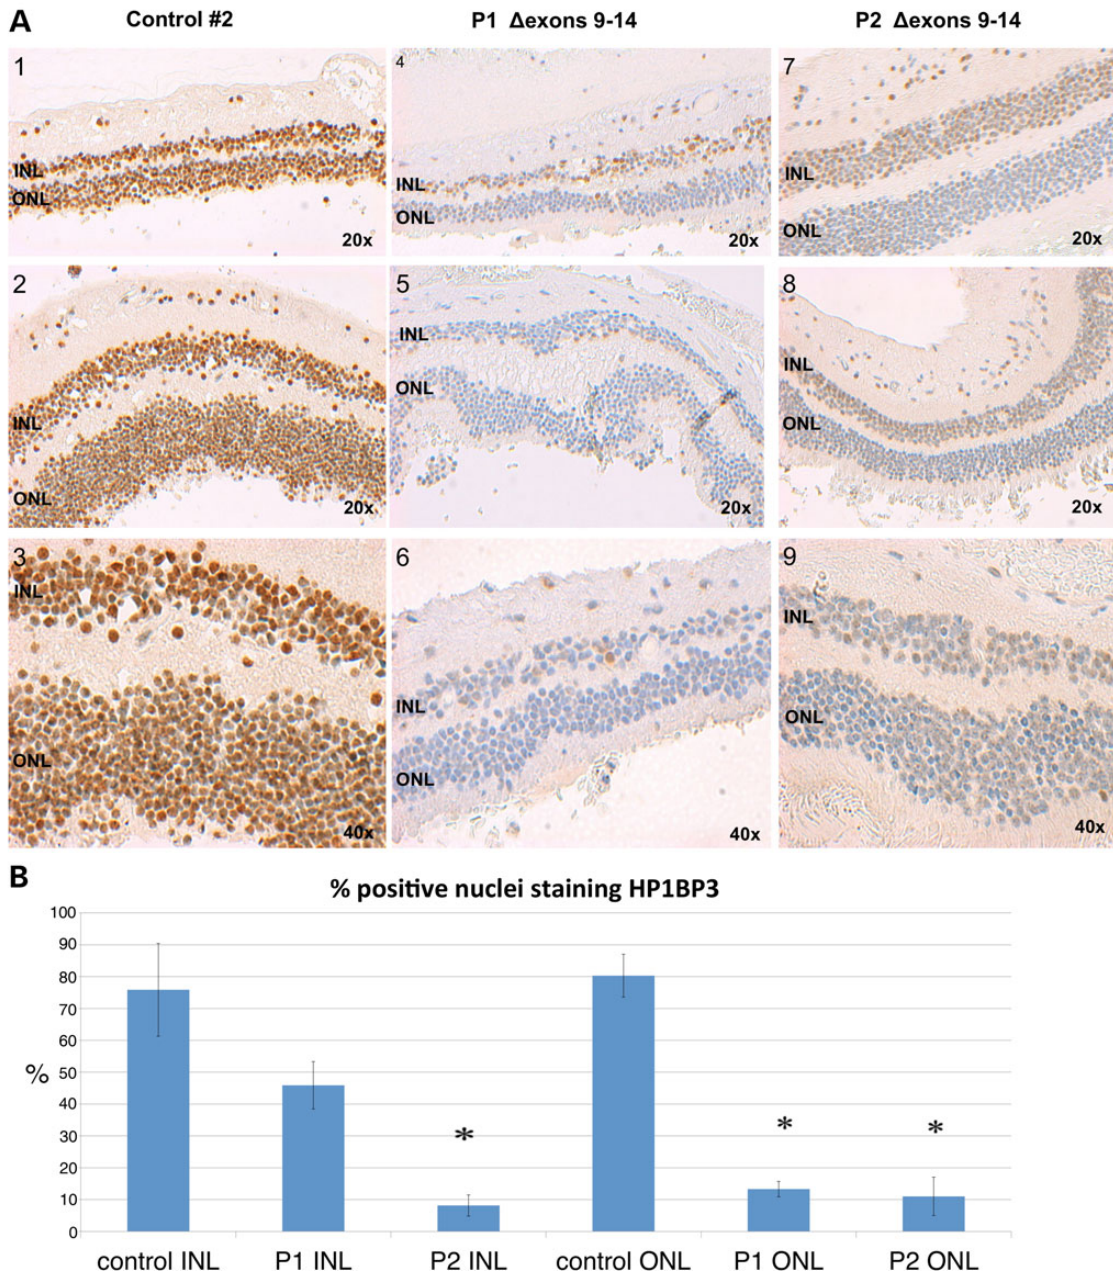 A
Control #2
P1 Δexons 9-14
P2 Δexons 9-14
1
INL
ONL
20x
4
INL
ONL
20x
7
INL
ONL
20x
2
INL
ONL
20x
5
INL
ONL
20x
8
INL
ONL
20x
3
INL
ONL
40x
6
INL
ONL
40x
9
INL
ONL
40x
B
% positive nuclei staining HP1BP3
100
90
80
70
60
50
40
30
20
10
0
%
*
*
*
control INL
P1 INL
P2 INL
control ONL
P1 ONL
P2 ONL